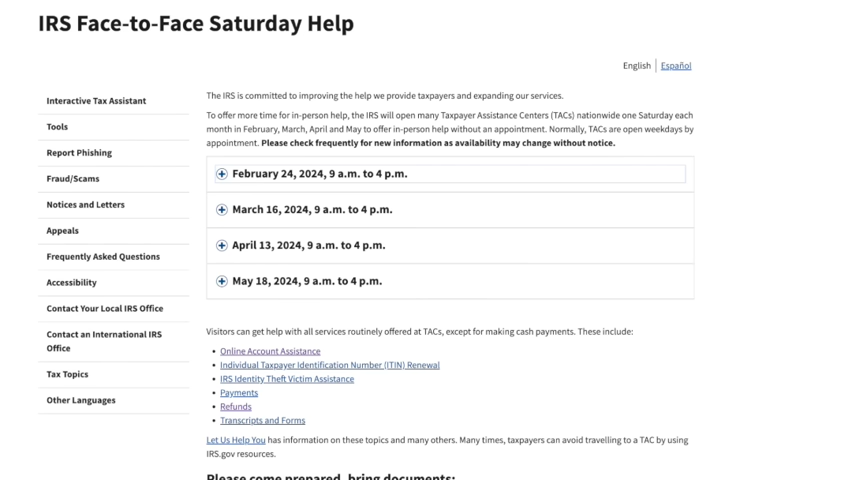 IRS Face-to-Face Saturday Help
English | Español
Interactive Tax Assistant
Tools
Report Phishing
Fraud/Scams
Notices and Letters
Appeals
Frequently Asked Questions
Accessibility
Contact Your Local IRS Office
Contact an International IRS
Office
Tax Topics
Other Languages
The IRS is committed to improving the help we provide taxpayers and expanding our services.
To offer more time for in-person help, the IRS will open many Taxpayer Assistance Centers (TACs) nationwide one Saturday each
month in February, March, April and May to offer in-person help without an appointment. Normally, TACs are open weekdays by
appointment. Please check frequently for new information as availability may change without notice.
February 24, 2024, 9 a.m. to 4 p.m.
March 16, 2024, 9 a.m. to 4 p.m.
April 13, 2024, 9 a.m. to 4 p.m.
May 18, 2024, 9 a.m. to 4 p.m.
Visitors can get help with all services routinely offered at TACs, except for making cash payments. These include:
• Online Account Assistance
• Individual Taxpayer Identification Number (ITIN) Renewal
• IRS Identity Theft Victim Assistance
• Payments
• Refunds
• Transcripts and Forms
Let Us Help You has information on these topics and many others. Many times, taxpayers can avoid travelling to a TAC by using
IRS.gov resources.
Please come prepared, bring documents: